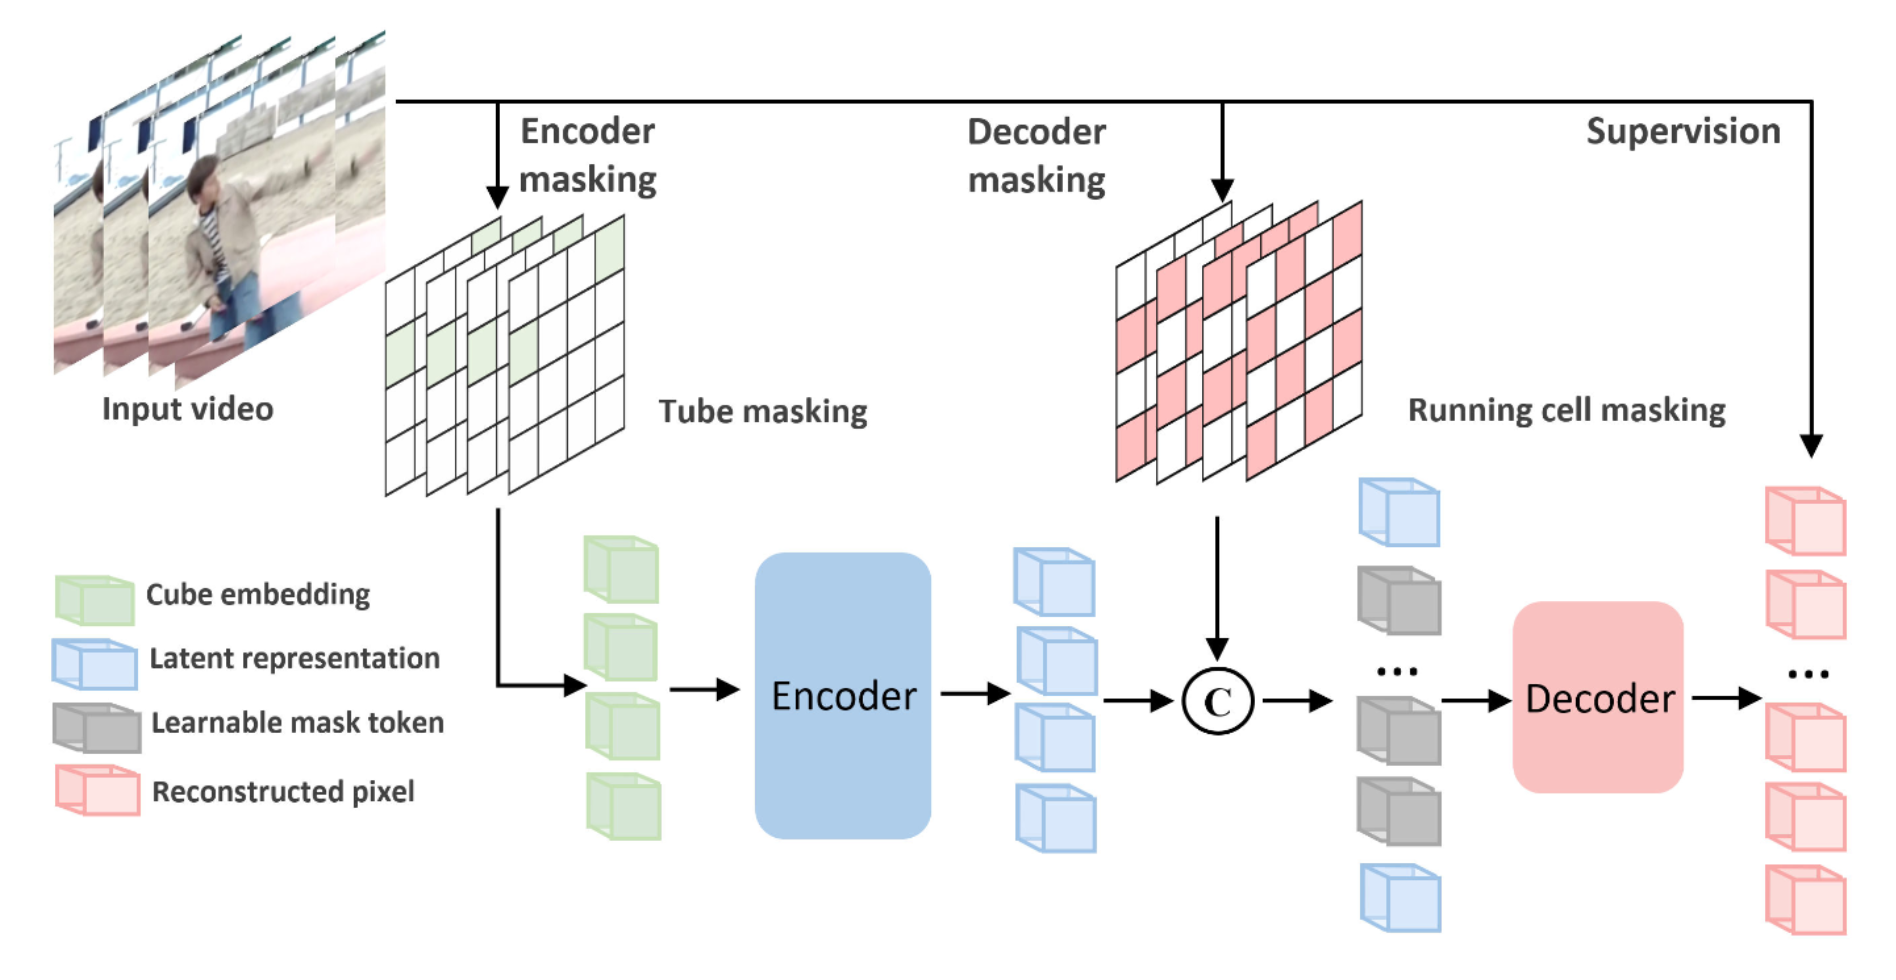 Encoder
masking
Decoder
masking
Supervision
Input video
Tube masking
Running cell masking
Cube embedding
Latent representation
Learnable mask token
Reconstructed pixel
Encoder
C
...
Decoder
...